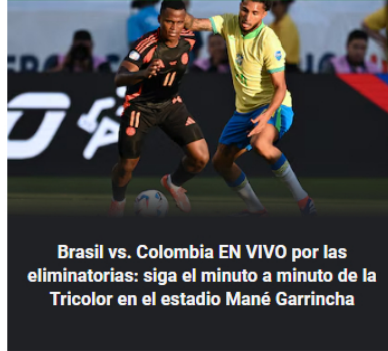 11
Brasil vs. Colombia EN VIVO por las
eliminatorias: siga el minuto a minuto de la
Tricolor en el estadio Mané Garrincha